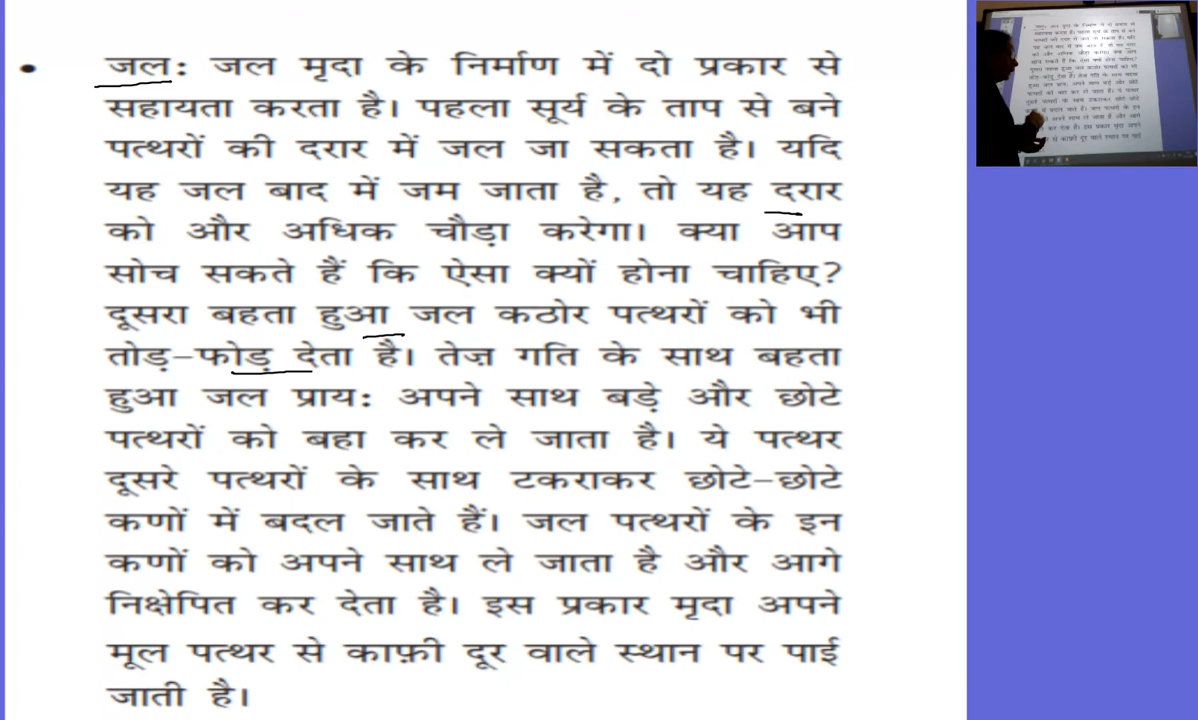 जल: जल मृदा के निर्माण में दो प्रकार से
सहायता करता है। पहला सूर्य के ताप से बने
पत्थरों की दरार में जल जा सकता है। यदि
यह जल बाद में जम जाता है, तो यह दरार
को और अधिक चौड़ा करेगा। क्या आप
सोच सकते हैं कि ऐसा क्यों होना चाहिए?
दूसरा बहता हुआ जल कठोर पत्थरों को भी
तोड़-फोड़ देता है। तेज़ गति के साथ बहता
हुआ जल प्राय: अपने साथ बड़े और छोटे
पत्थरों को बहा कर ले जाता है। ये पत्थर
दूसरे पत्थरों के साथ टकराकर छोटे-छोटे
कणों में बदल जाते हैं। जल पत्थरों के इन
कणों को अपने साथ ले जाता है और आगे
निक्षेपित कर देता है। इस प्रकार मृदा अपने
मूल पत्थर से काफ़ी दूर वाले स्थान पर पाई
जाती है।